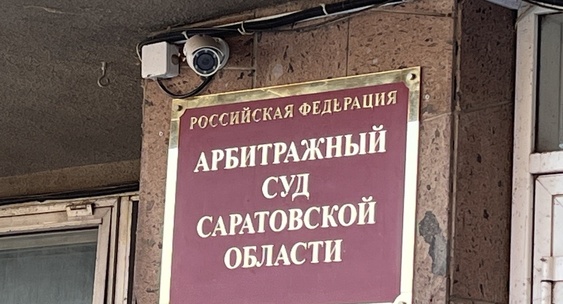 РОССИЙСКАЯ ФЕДЕРАЦИЯ
АРБИТРАЖНЫЙ
СУД
САРАТОВСКОЙ
ОБЛАСТИ